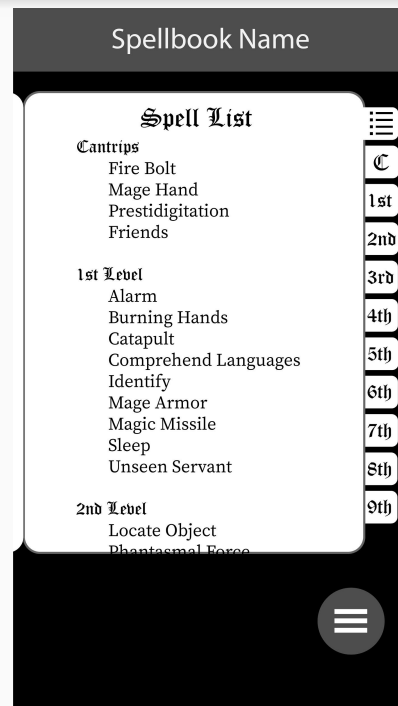 Spellbook Name
Spell List
Cantrips
Fire Bolt
Mage Hand
Prestidigitation
Friends
1st Level
Alarm
Burning Hands
Catapult
Comprehend Languages
Identify
Mage Armor
Magic Missile
Sleep
Unseen Servant
2nd Level
Locate Object
Phantasmal Force
C
1st
2nd
3rd
4th
5th
6th
7th
8th
9th